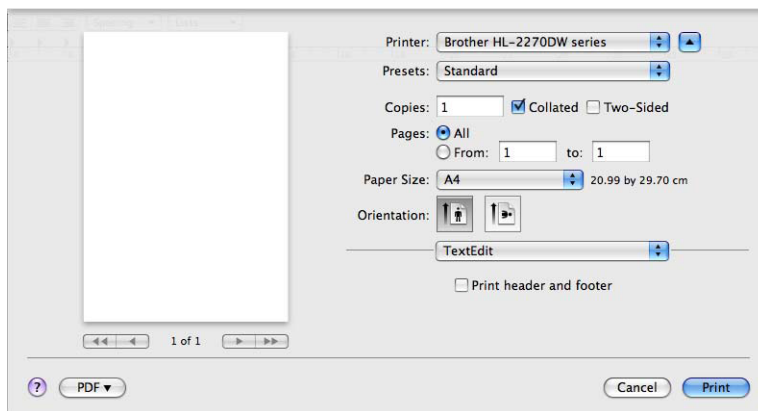 Spacing Lists
Printer: Brother HL-2270DW series
Presets: Standard
Copies: 1 Collated Two-Sided
Pages: All
From: 1 to: 1
Paper Size: A4 20.99 by 29.70 cm
Orientation:
TextEdit
Print header and footer
1 of 1
? PDF Cancel Print